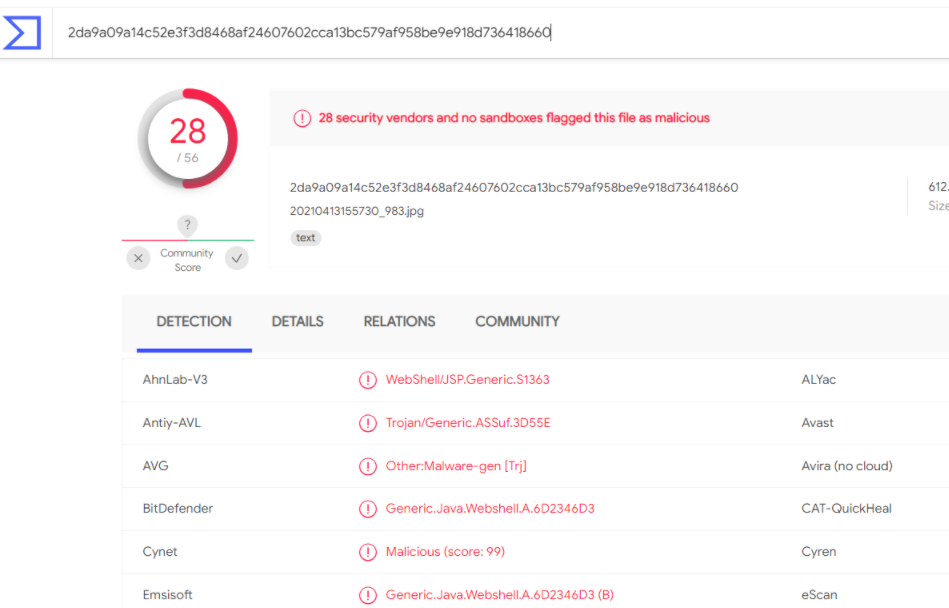 2da9a09a14c52e3f3d8468af24607602cca13bc579af958be9e918d736418660
28
/ 56
28 security vendors and no sandboxes flagged this file as malicious
2da9a09a14c52e3f3d8468af24607602cca13bc579af958be9e918d736418660
612.
20210413155730_983.jpg
Size
text
?
Community
Score
DETECTION DETAILS RELATIONS COMMUNITY
AhnLab-V3 WebShell/JSP.Generic.S1363 ALYac
Antiy-AVL Trojan/Generic.ASSuf.3D55E Avast
AVG Other:Malware-gen [Trj] Avira (no cloud)
BitDefender Generic.Java.Webshell.A.6D2346D3 CAT-QuickHeal
Cynet Malicious (score: 99) Cyren
Emsisoft Generic.Java.Webshell.A.6D2346D3 (B) eScan